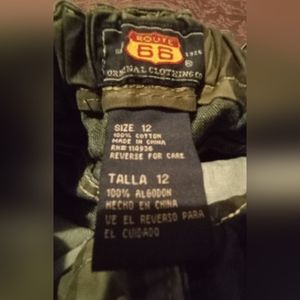 ROUTE
66
ORIGINAL CLOTHING CO
SIZE 12
100% COTTON
MADE IN CHINA
RN# 110936
REVERSE FOR CARE.
TALLA 12
100% ALGODON
HECHO EN CHINA
VE EL REVERSO PARA
EL CUIDADO